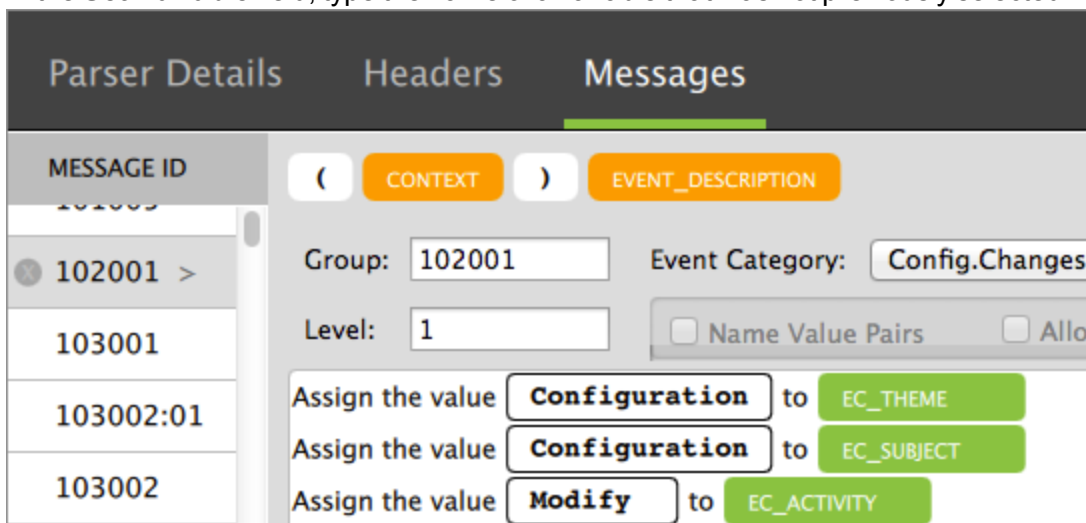 Parser Details Headers Messages
MESSAGE ID
( CONTEXT ) EVENT_DESCRIPTION
102001 >
Group: 102001 Event Category: Config.Changes
103001
Level: 1 Name Value Pairs Allo
103002:01
Assign the value Configuration to EC_THEME
Assign the value Configuration to EC_SUBJECT
103002
Assign the value Modify to EC_ACTIVITY